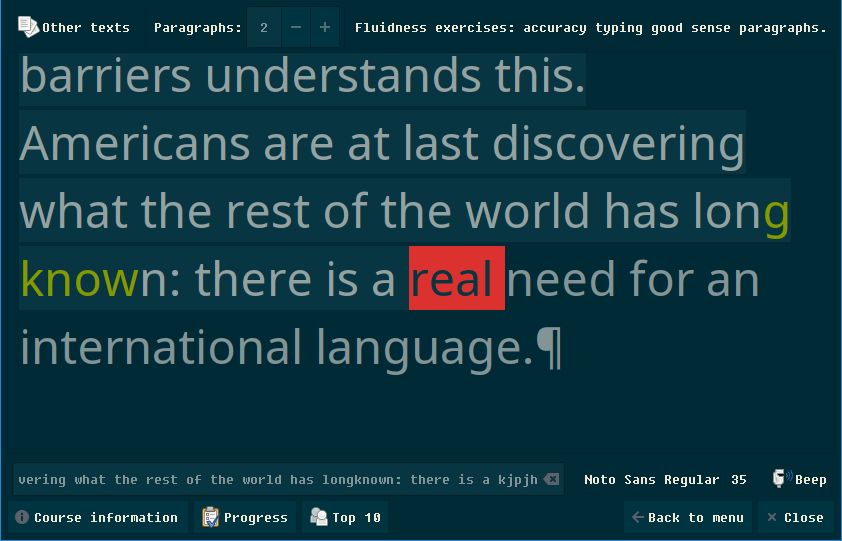 Other texts Paragraphs: 2 − + Fluidness exercises: accuracy typing good sense paragraphs.
barriers understands this.
Americans are at last discovering
what the rest of the world has long
known: there is a real need for an
international language.¶
vering what the rest of the world has longknown: there is a kjpjh Noto Sans Regular 35 Beep
Course information Progress Top 10 Back to menu Close